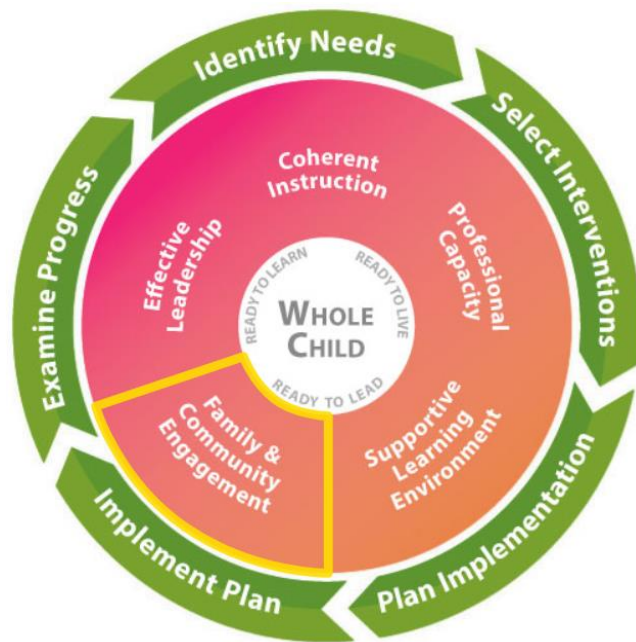 Identify Needs
Select Interventions
Plan Implementation
Implement Plan
Examine Progress
Coherent
Instruction
Professional
Capacity
Supportive
Learning
Environment
Family &
Community
Engagement
Effective
Leadership
READY TO LEARN
READY TO LIVE
READY TO LEAD
WHOLE
CHILD